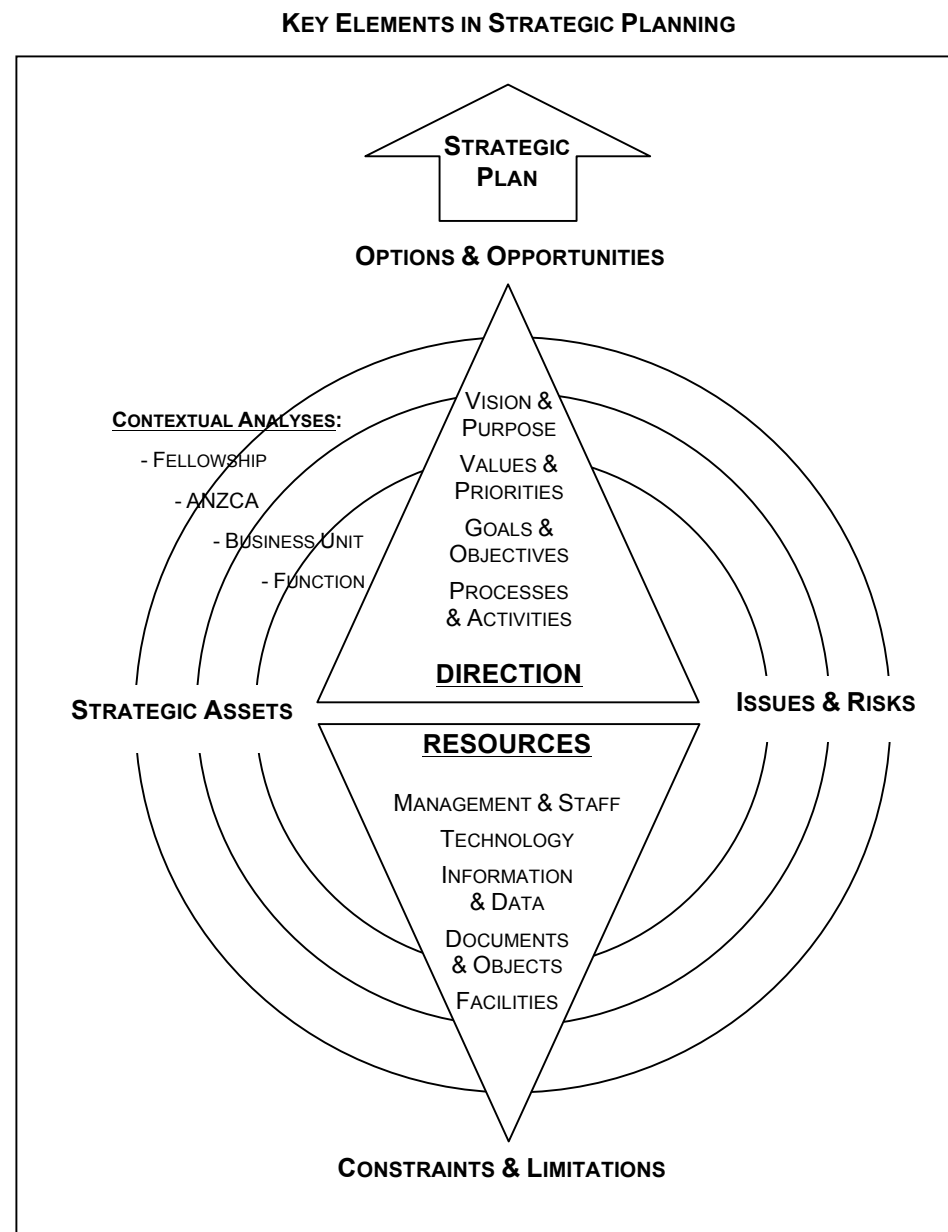 KEY ELEMENTS IN STRATEGIC PLANNING
STRATEGIC
PLAN
OPTIONS & OPPORTUNITIES
CONTEXTUAL ANALYSES:
- FELLOWSHIP
- ANZCA
- BUSINESS UNIT
- FUNCTION
VISION &
PURPOSE
VALUES &
PRIORITIES
GOALS &
OBJECTIVES
PROCESSES
& ACTIVITIES
DIRECTION
STRATEGIC ASSETS
ISSUES & RISKS
RESOURCES
MANAGEMENT & STAFF
TECHNOLOGY
INFORMATION
& DATA
DOCUMENTS
& OBJECTS
FACILITIES
CONSTRAINTS & LIMITATIONS